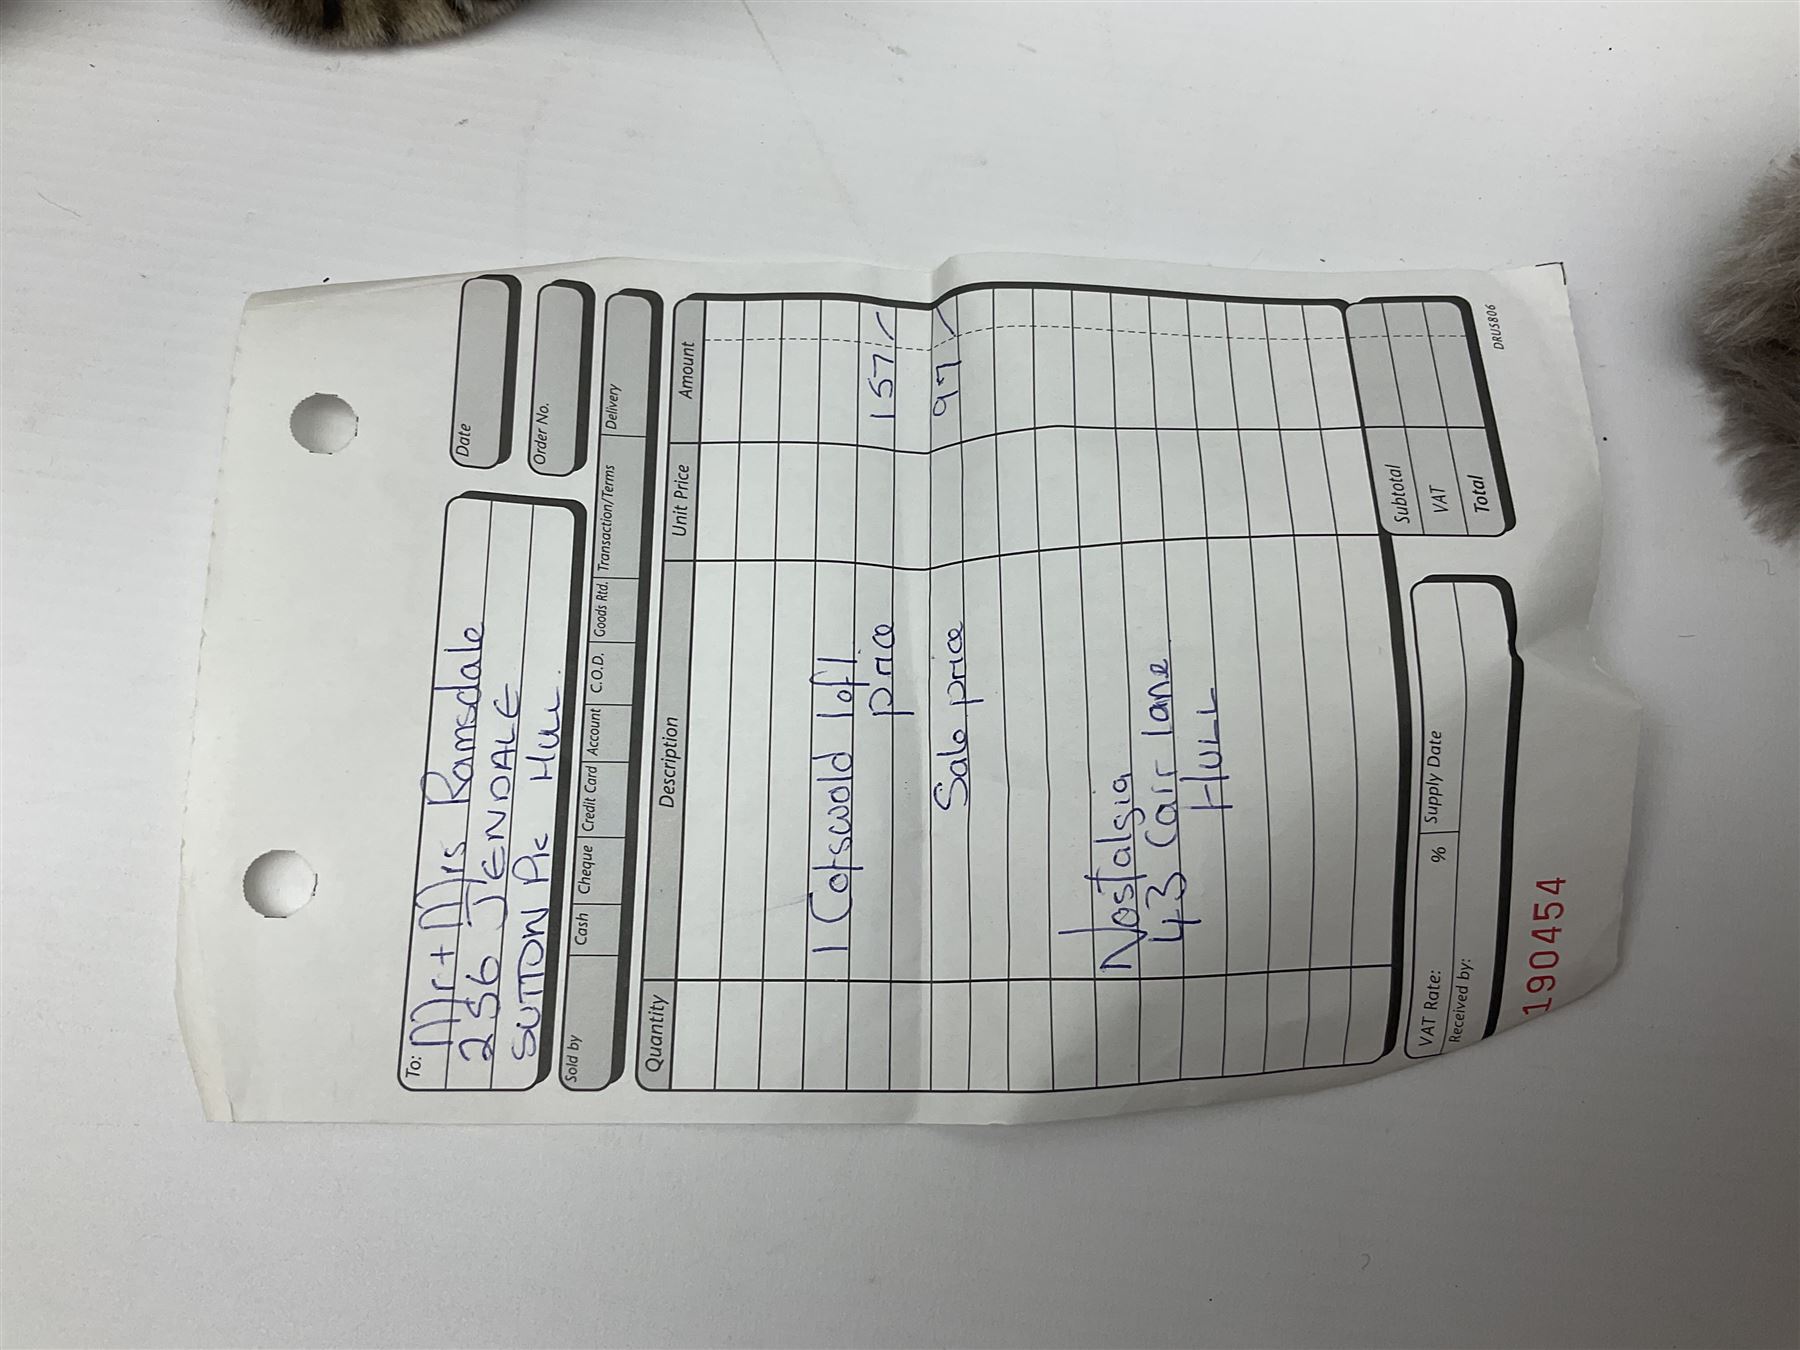 To: Mr + Mrs Ramsdale
256 JENDALE
SUTTON PK HULL
Date
Order No.
Sold by Cash Cheque Credit Card Account C.O.D. Goods Rtd. Transaction/Terms Delivery
Quantity Description Unit Price Amount
1 Cotswold loft
price 157/
Sale price 97/
Nostalgia
43 Carr lane
HULL
Subtotal
VAT
Total
VAT Rate: % Supply Date
Received by:
190454
DRUS806